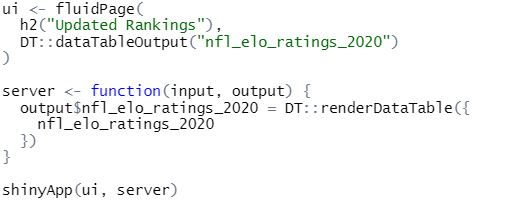 ui <- fluidPage(
  h2("Updated Rankings"),
  DT::dataTableOutput("nfl_elo_ratings_2020")
)

server <- function(input, output) {
  output$nfl_elo_ratings_2020 = DT::renderDataTable({
    nfl_elo_ratings_2020
  })
}

shinyApp(ui, server)